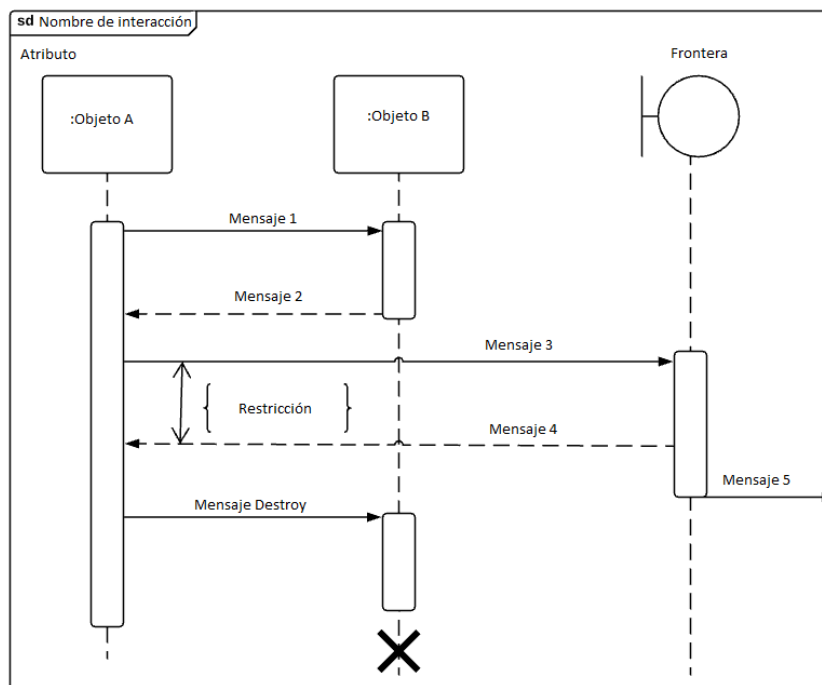 sd Nombre de interacción
Atributo
Frontera
:Objeto A
:Objeto B
Mensaje 1
Mensaje 2
Mensaje 3
{ Restricción }
Mensaje 4
Mensaje 5
Mensaje Destroy